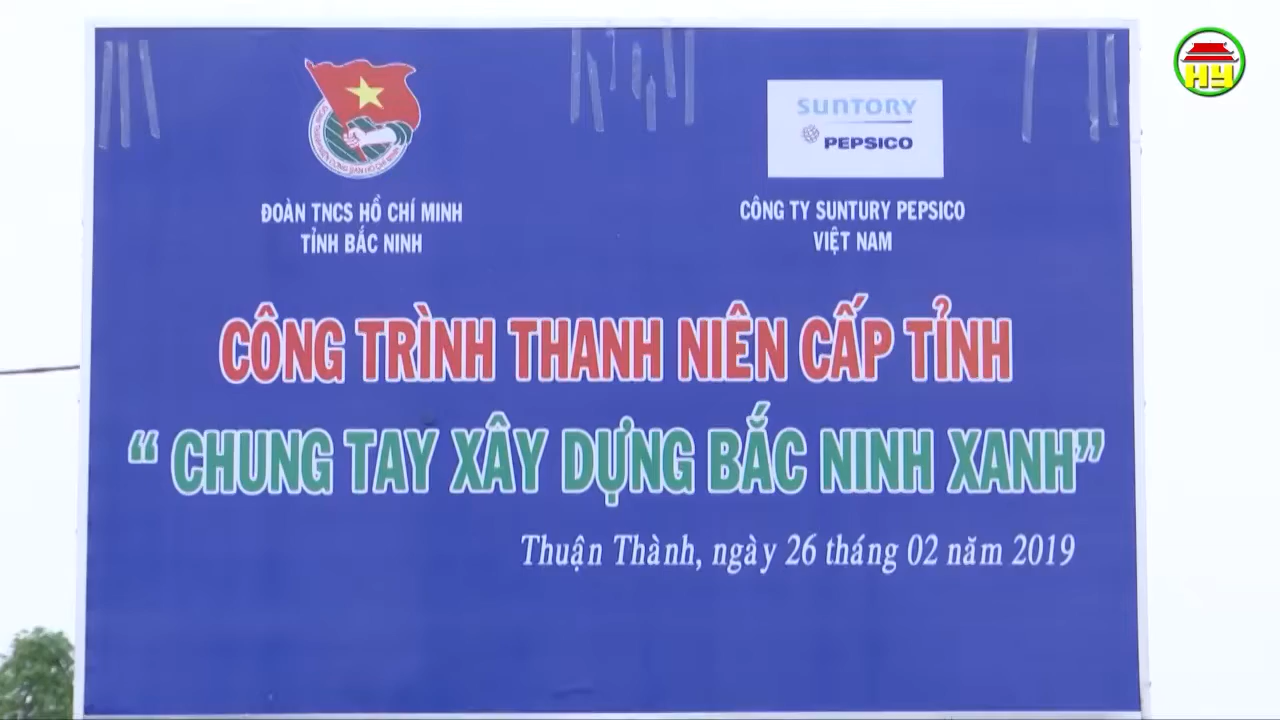 HY
SUNTORY
PEPSICO
ĐOÀN TNCS HỒ CHÍ MINH
TỈNH BẮC NINH
CÔNG TY SUNTURY PEPSICO
VIỆT NAM
CÔNG TRÌNH THANH NIÊN CẤP TỈNH
“ CHUNG TAY XÂY DỰNG BẮC NINH XANH”
Thuận Thành, ngày 26 tháng 02 năm 2019